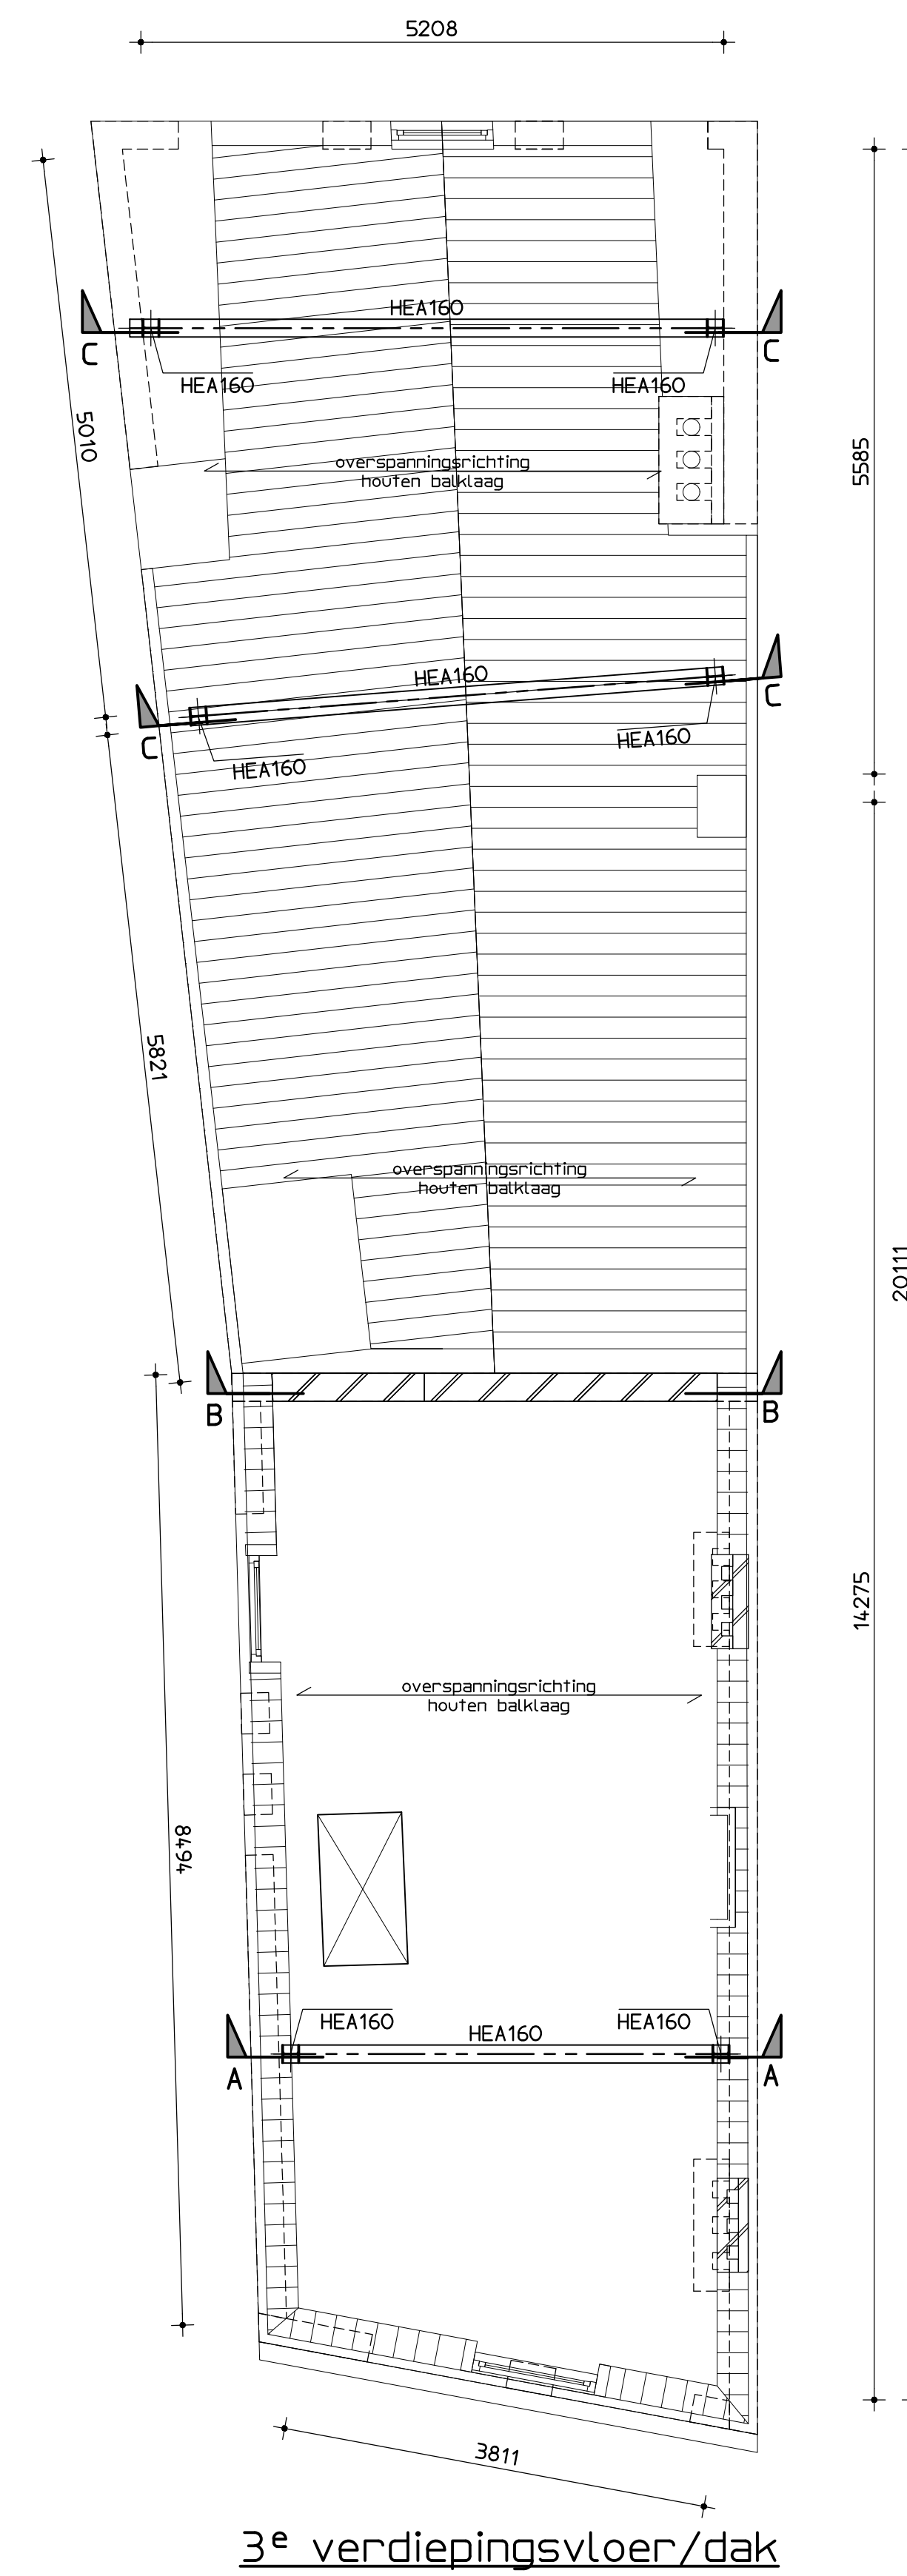 5208
HEA160
C
C
HEA160
HEA160
5010
5585
overspanningsrichting
houten balklaag
HEA160
C
C
HEA160
HEA160
5821
overspanningsrichting
houten balklaag
20111
B
B
14275
overspanningsrichting
houten balklaag
8494
HEA160
HEA160
HEA160
A
A
3811
3e verdiepingsvloer/dak